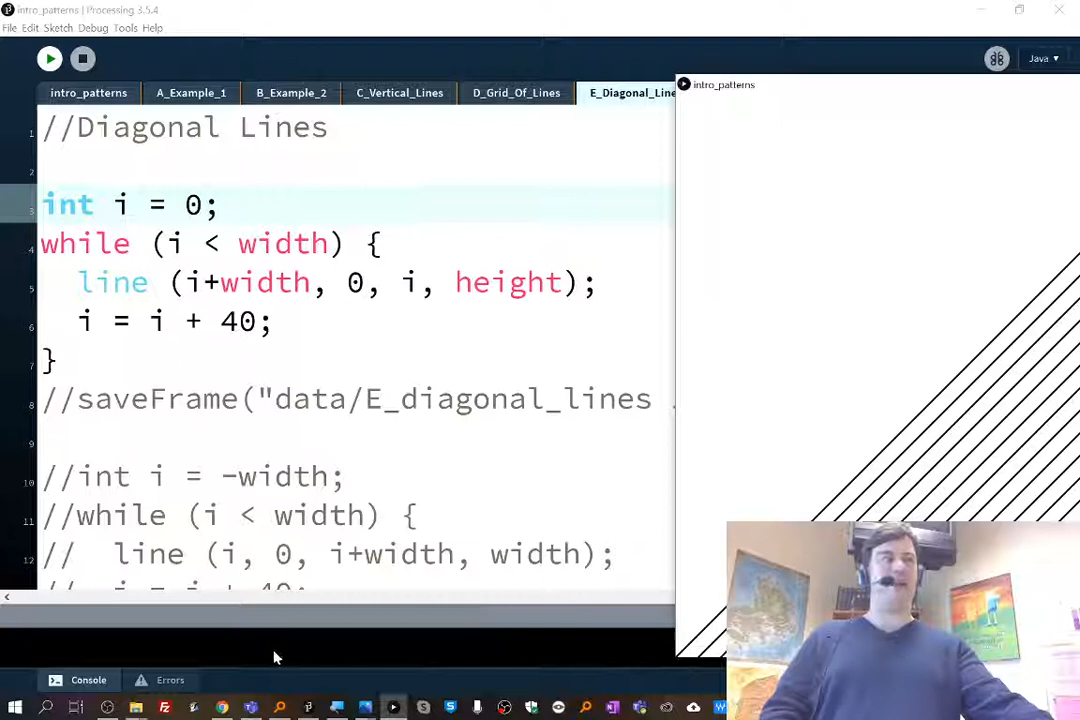 intro_patterns | Processing 3.5.4
File Edit Sketch Debug Tools Help
Java ▾
intro_patterns A_Example_1 B_Example_2 C_Vertical_Lines D_Grid_Of_Lines E_Diagonal_Line
intro_patterns
1 //Diagonal Lines
2
3 int i = 0;
4 while (i < width) {
5 line (i+width, 0, i, height);
6 i = i + 40;
7 }
8 //saveFrame("data/E_diagonal_lines
9
10 //int i = -width;
11 //while (i < width) {
12 // line (i, 0, i+width, width);
// i = i + 40;
Console Errors